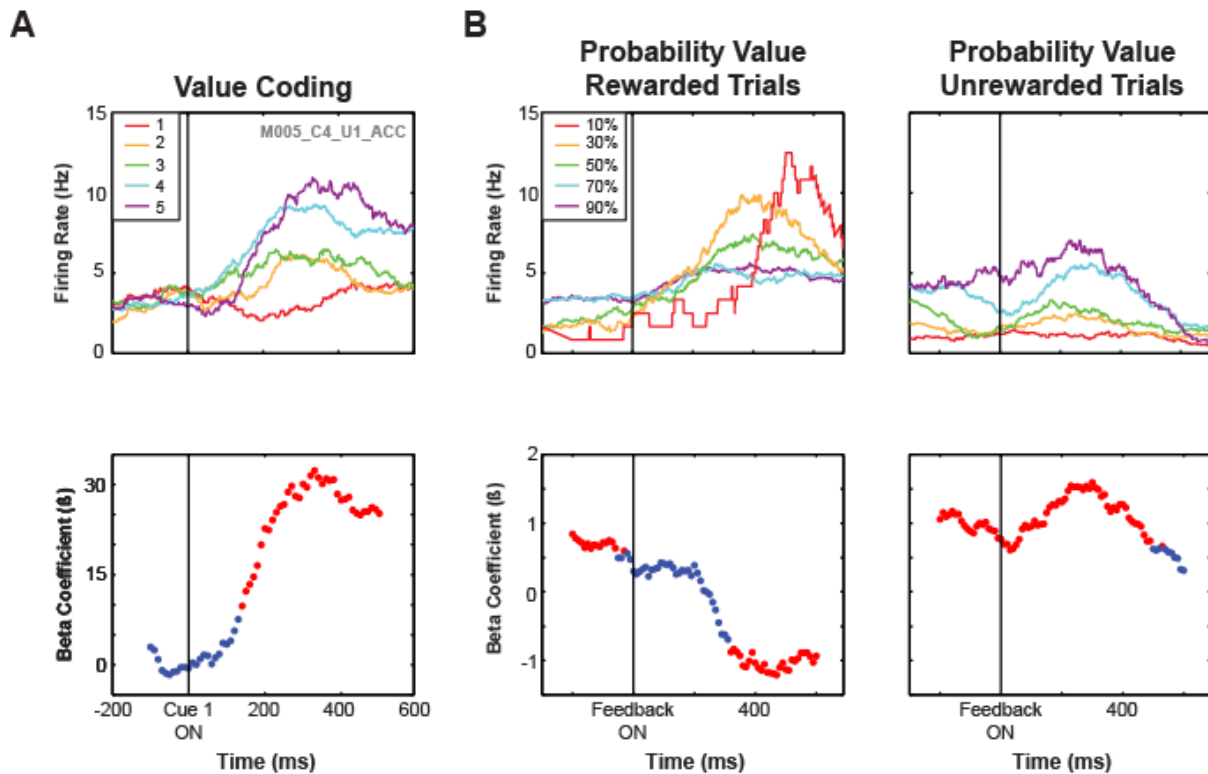 A
B
Value Coding
Probability Value
Rewarded Trials
Probability Value
Unrewarded Trials
15
10
5
0
Firing Rate (Hz)
1
2
3
4
5
M005_C4_U1_ACC
15
10
5
0
Firing Rate (Hz)
10%
30%
50%
70%
90%
30
15
0
Beta Coefficient (ß)
-200
Cue 1
ON
200
400
600
Time (ms)
2
1
0
-1
Beta Coefficient (ß)
Feedback
ON
400
Time (ms)
Feedback
ON
400
Time (ms)